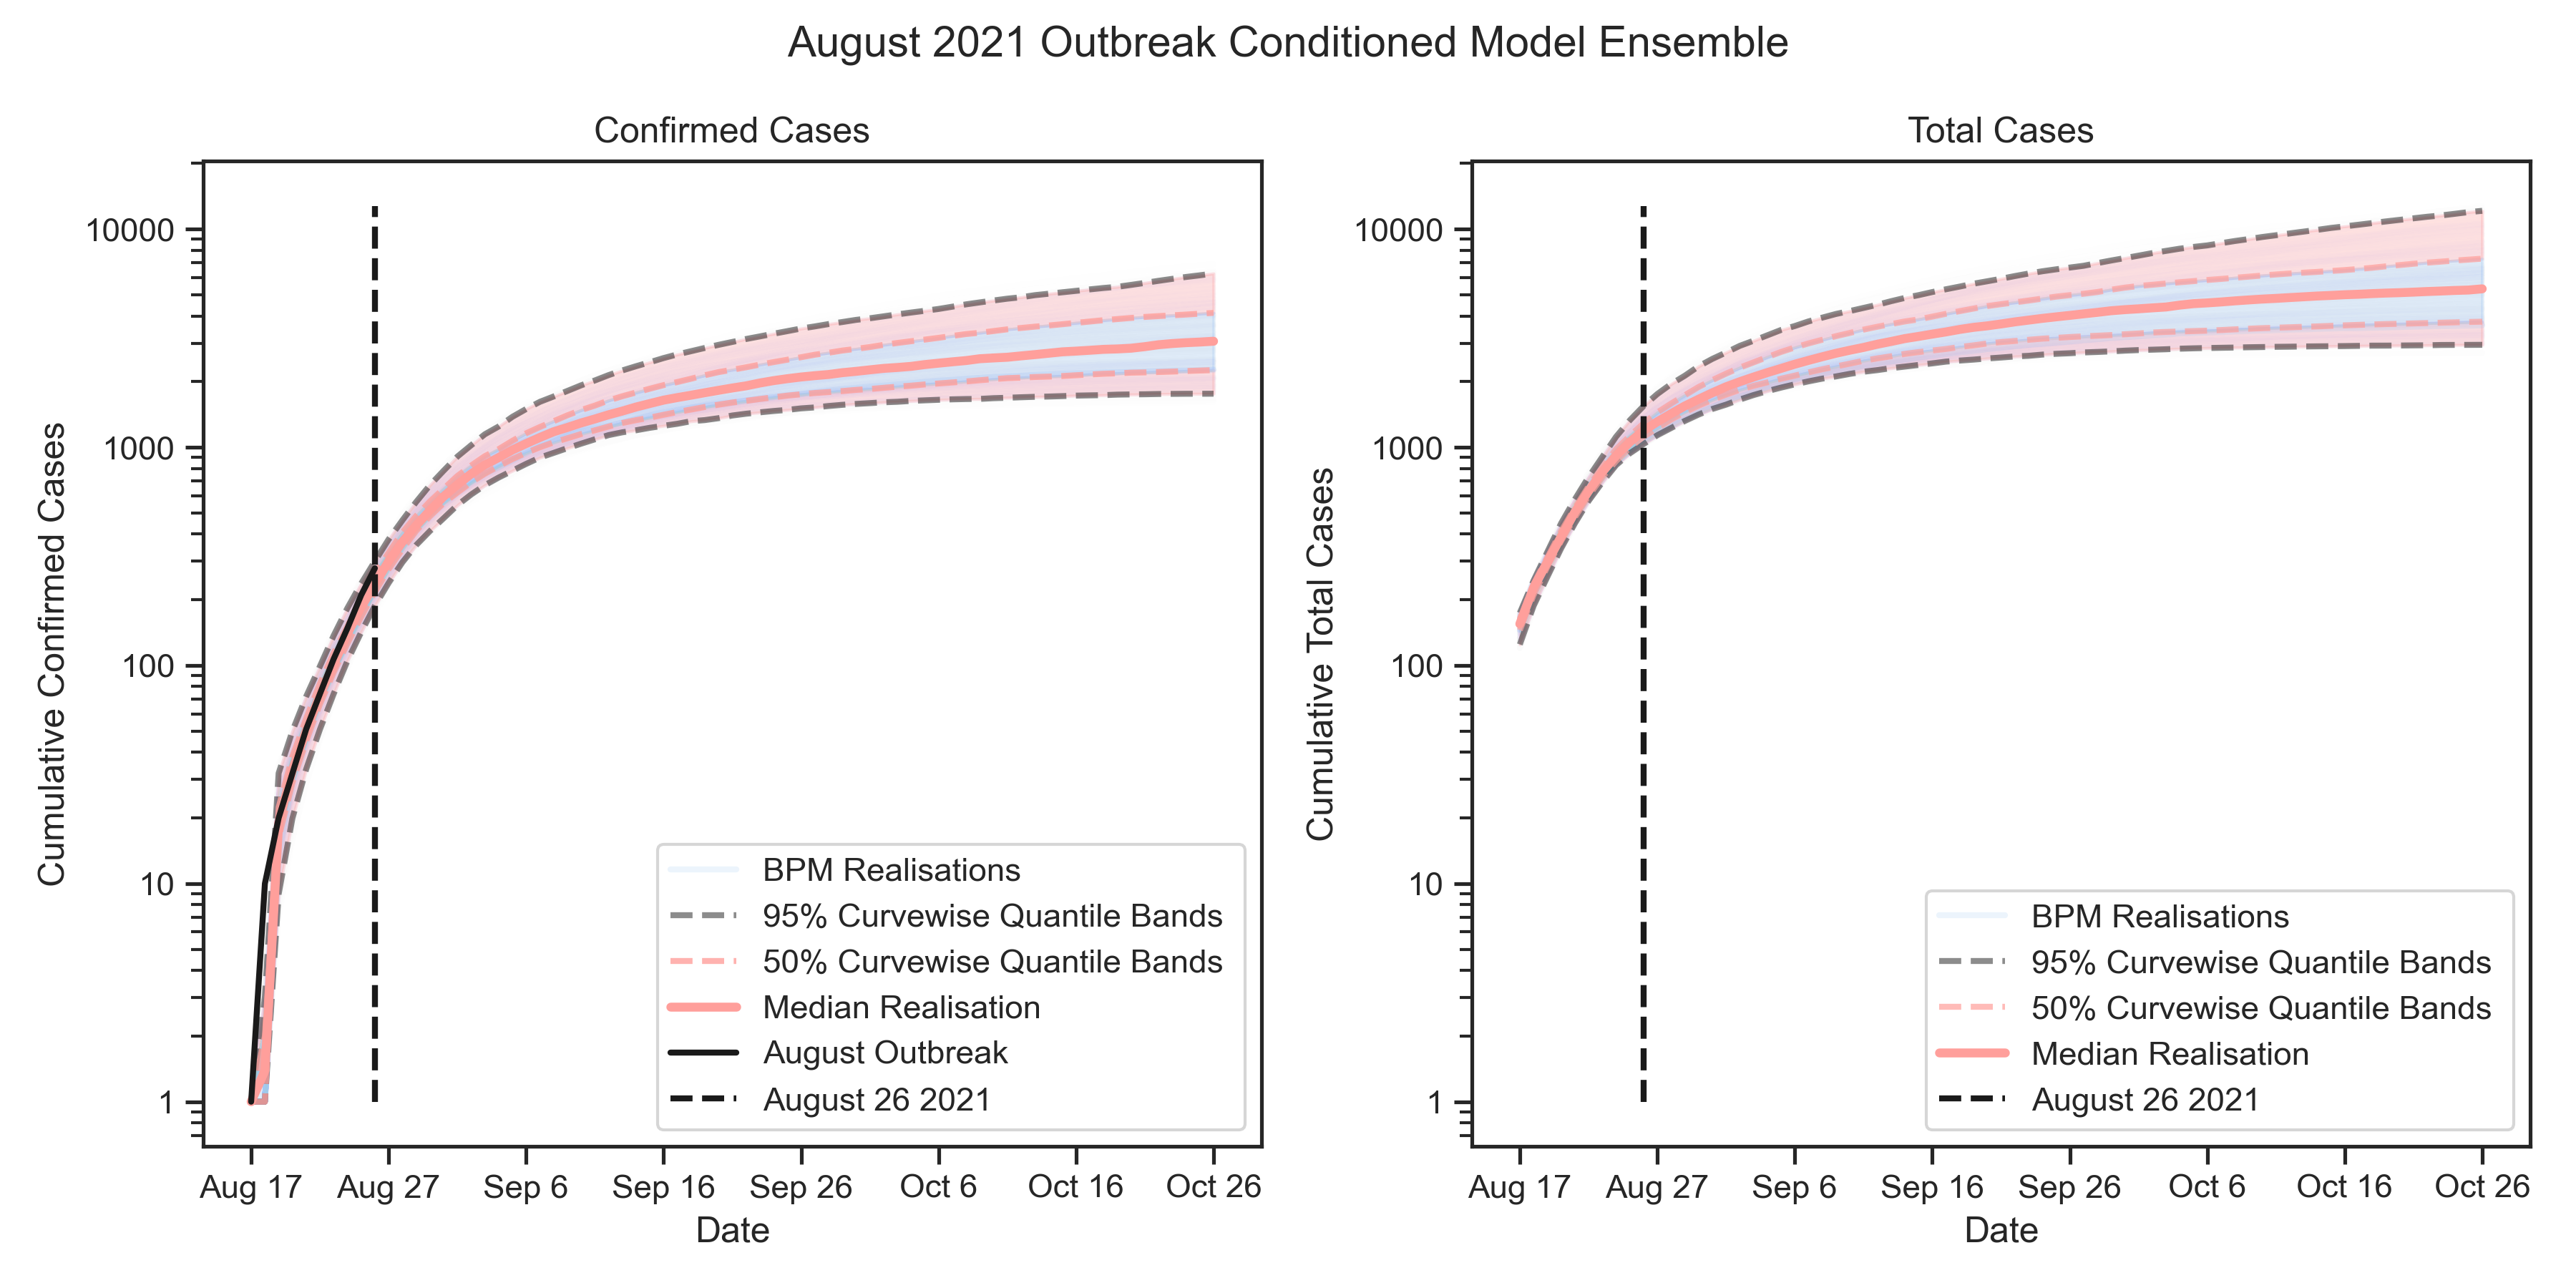 August 2021 Outbreak Conditioned Model Ensemble
Confirmed Cases
Cumulative Confirmed Cases
10000
1000
100
10
1
BPM Realisations
95% Curvewise Quantile Bands
50% Curvewise Quantile Bands
Median Realisation
August Outbreak
August 26 2021
Aug 17 Aug 27 Sep 6 Sep 16 Sep 26 Oct 6 Oct 16 Oct 26
Date
Total Cases
Cumulative Total Cases
10000
1000
100
10
1
BPM Realisations
95% Curvewise Quantile Bands
50% Curvewise Quantile Bands
Median Realisation
August 26 2021
Aug 17 Aug 27 Sep 6 Sep 16 Sep 26 Oct 6 Oct 16 Oct 26
Date